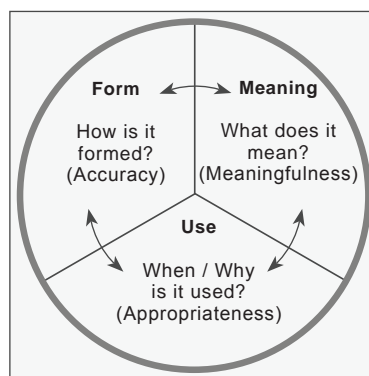 Form
How is it
formed?
(Accuracy)
Meaning
What does it
mean?
(Meaningfulness)
Use
When / Why
is it used?
(Appropriateness)